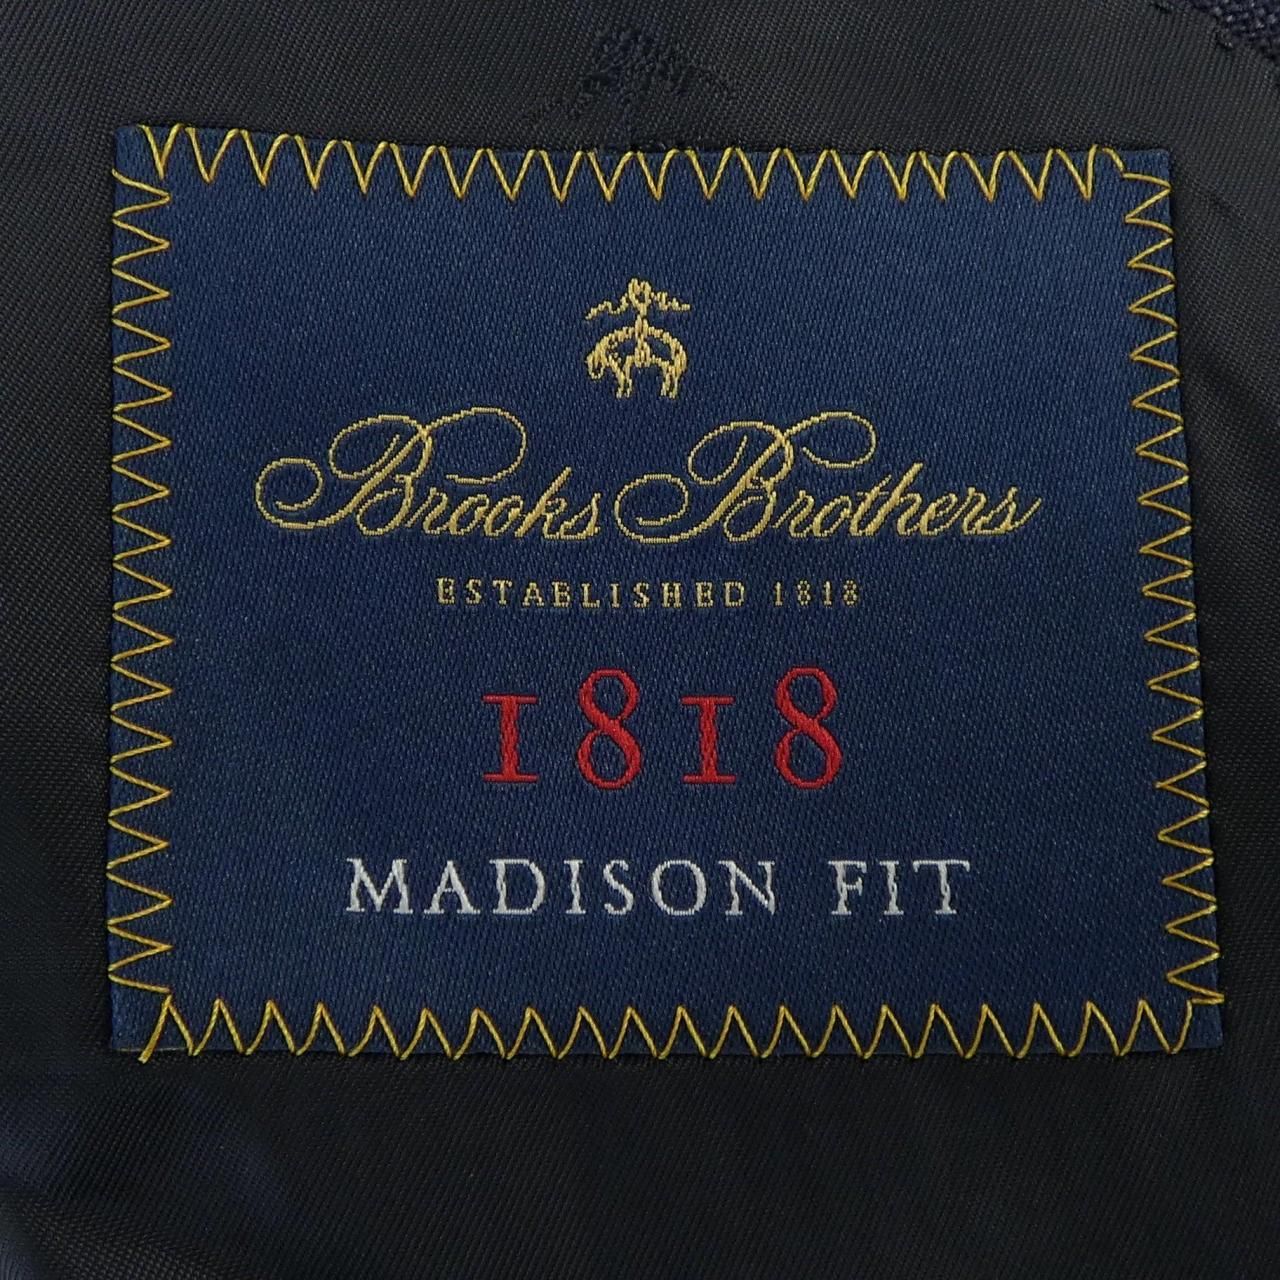 Brooks Brothers
ESTABLISHED 1818
1818
MADISON FIT